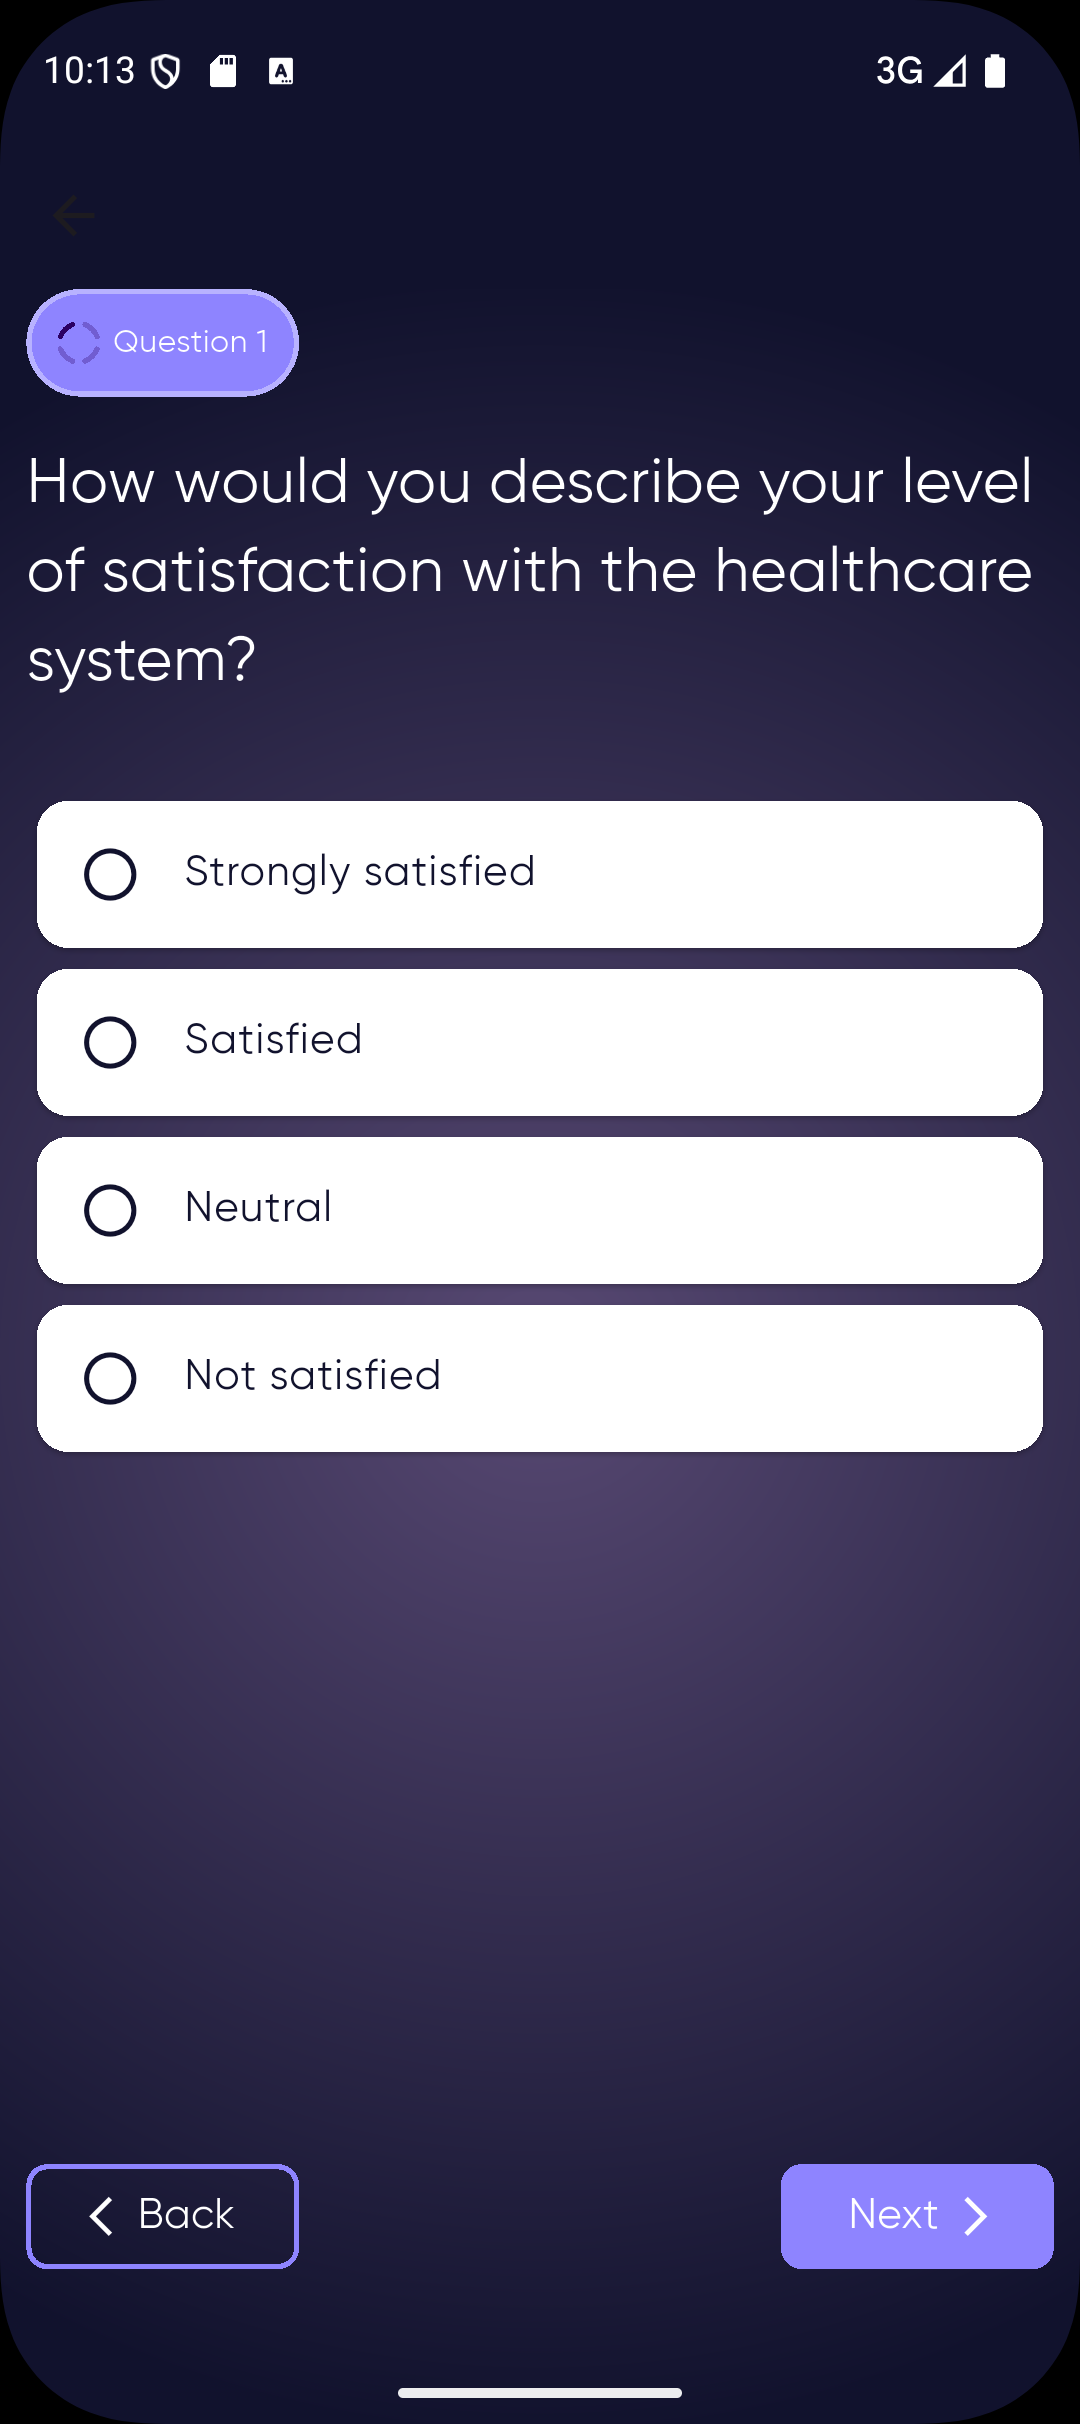 10:13
3G
Question 1
How would you describe your level
of satisfaction with the healthcare
system?
Strongly satisfied
Satisfied
Neutral
Not satisfied
Back
Next